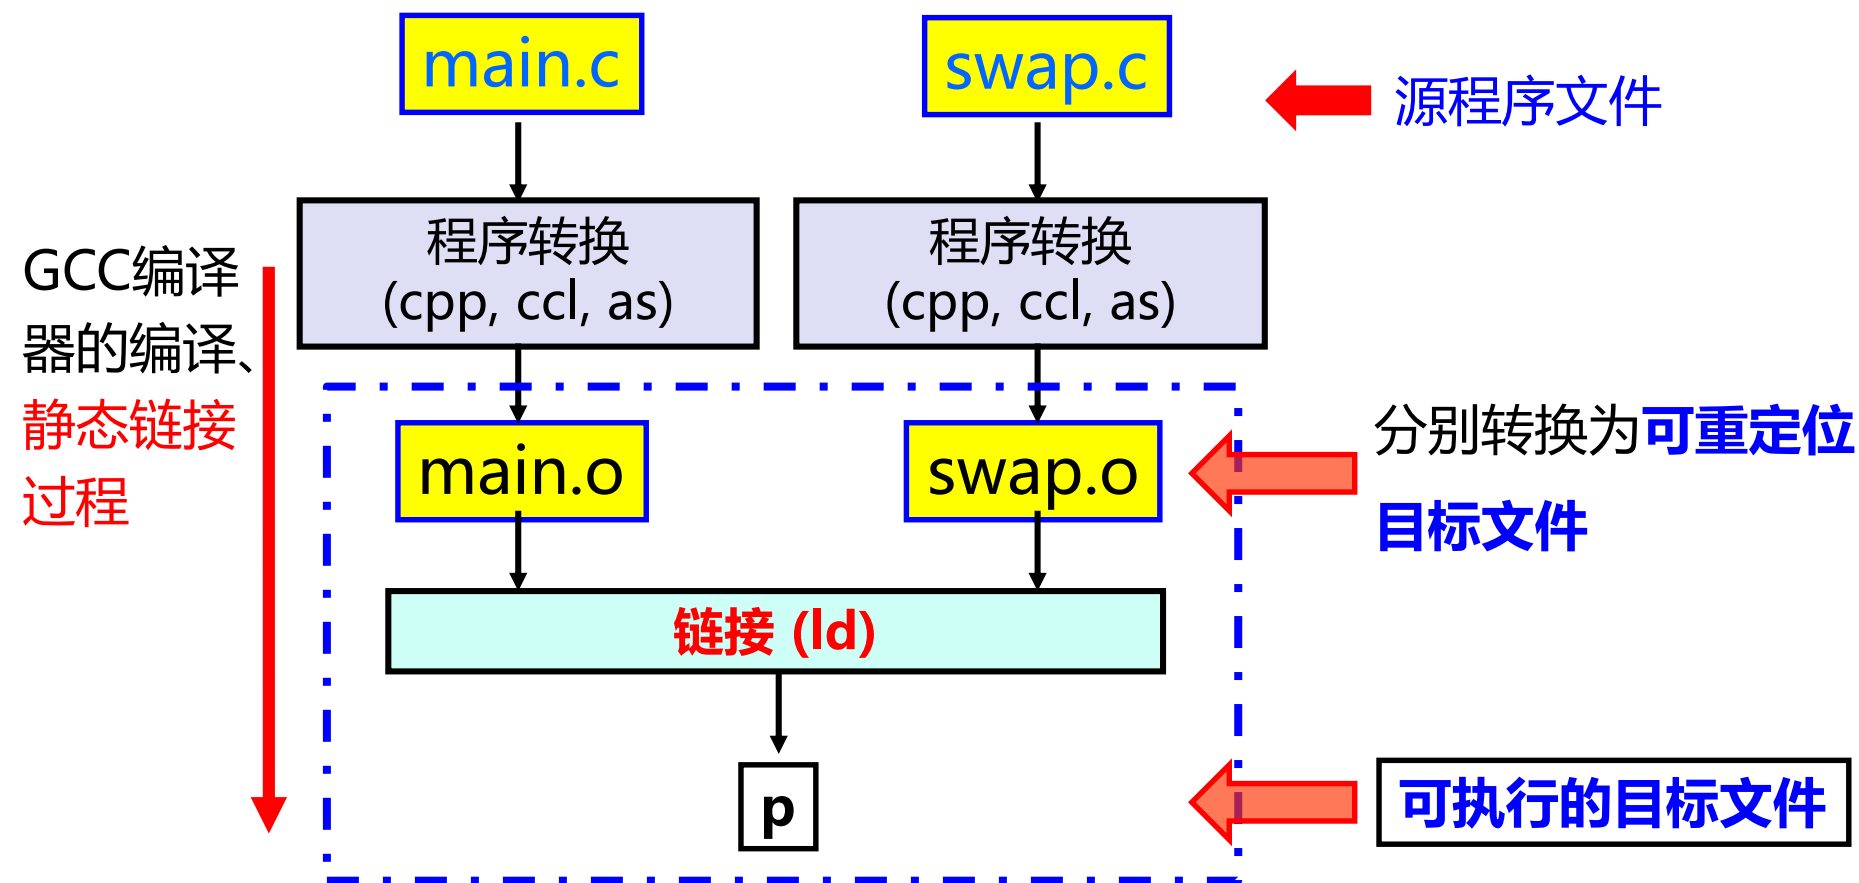 main.c
swap.c
源程序文件
程序转换
(cpp, ccl, as)
程序转换
(cpp, ccl, as)
GCC编译
器的编译、
静态链接
过程
main.o
swap.o
分别转换为可重定位
目标文件
链接 (ld)
p
可执行的目标文件